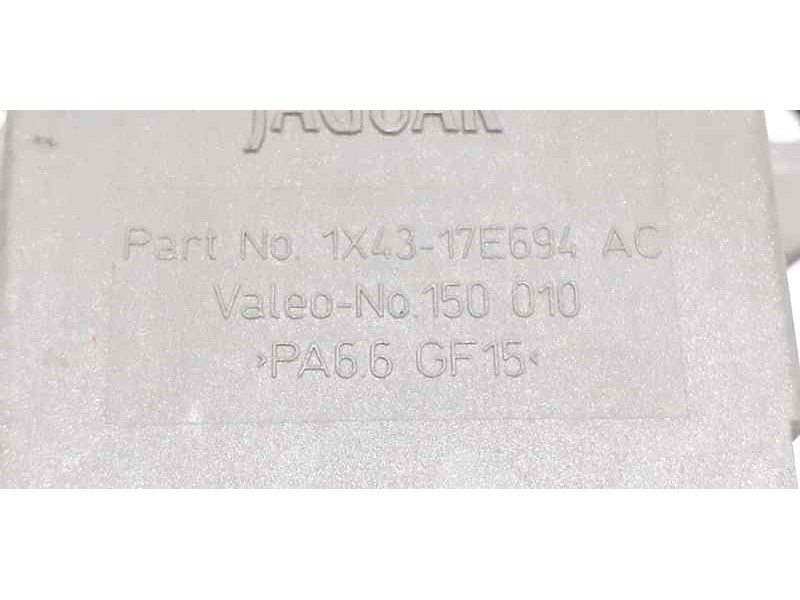 JAGUAR
Part No. 1X43-17E694 AC
Valeo-No.150 010
>PA6.6 GF15<